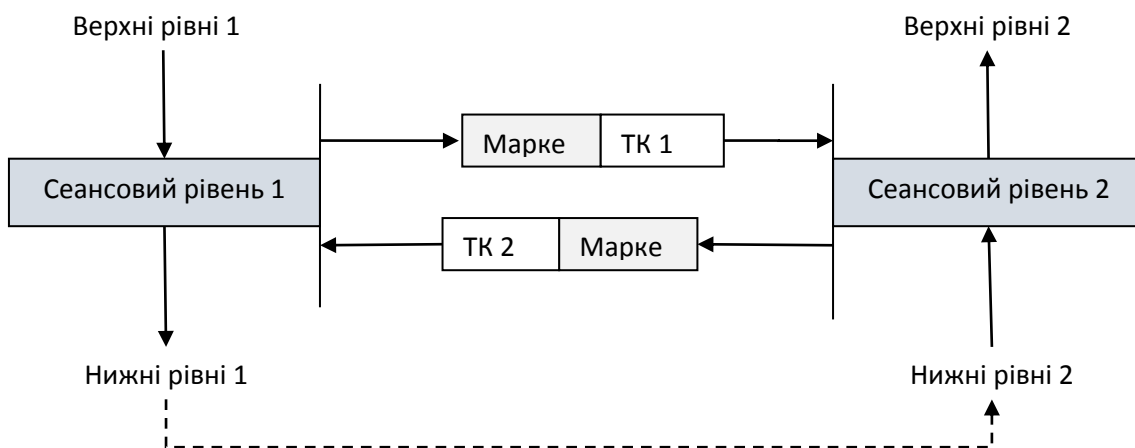 Верхні рівні 1
Верхні рівні 2
Марке
ТК 1
Сеансовий рівень 1
Сеансовий рівень 2
ТК 2
Марке
Нижні рівні 1
Нижні рівні 2